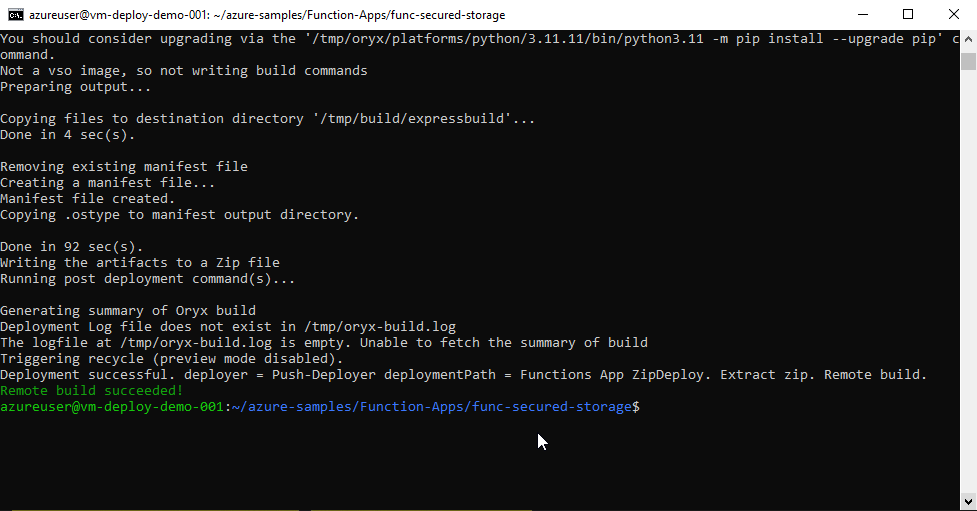 azureuser@vm-deploy-demo-001: ~/azure-samples/Function-Apps/func-secured-storage
You should consider upgrading via the '/tmp/oryx/platforms/python/3.11.11/bin/python3.11 -m pip install --upgrade pip' c
ommand.
Not a vso image, so not writing build commands
Preparing output...
Copying files to destination directory '/tmp/build/expressbuild'...
Done in 4 sec(s).
Removing existing manifest file
Creating a manifest file...
Manifest file created.
Copying .ostype to manifest output directory.
Done in 92 sec(s).
Writing the artifacts to a Zip file
Running post deployment command(s)...
Generating summary of Oryx build
Deployment Log file does not exist in /tmp/oryx-build.log
The logfile at /tmp/oryx-build.log is empty. Unable to fetch the summary of build
Triggering recycle (preview mode disabled).
Deployment successful. deployer = Push-Deployer deploymentPath = Functions App ZipDeploy. Extract zip. Remote build.
Remote build succeeded!
azureuser@vm-deploy-demo-001:~/azure-samples/Function-Apps/func-secured-storage$